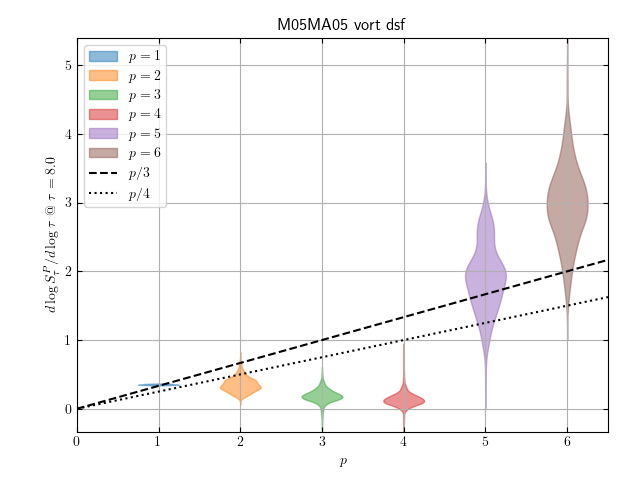 M05MA05 vort dsf
p = 1
p = 2
p = 3
p = 4
p = 5
p = 6
p/3
p/4
d log S_τ^P / d log τ @ τ = 8.0
5
4
3
2
1
0
0 1 2 3 4 5 6
p